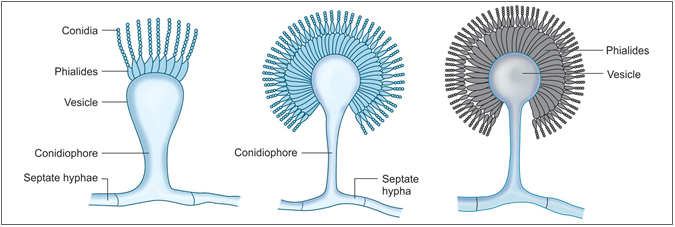 Conidia
Phialides
Vesicle
Conidiophore
Septate hyphae
Conidiophore
Septate
hypha
Phialides
Vesicle